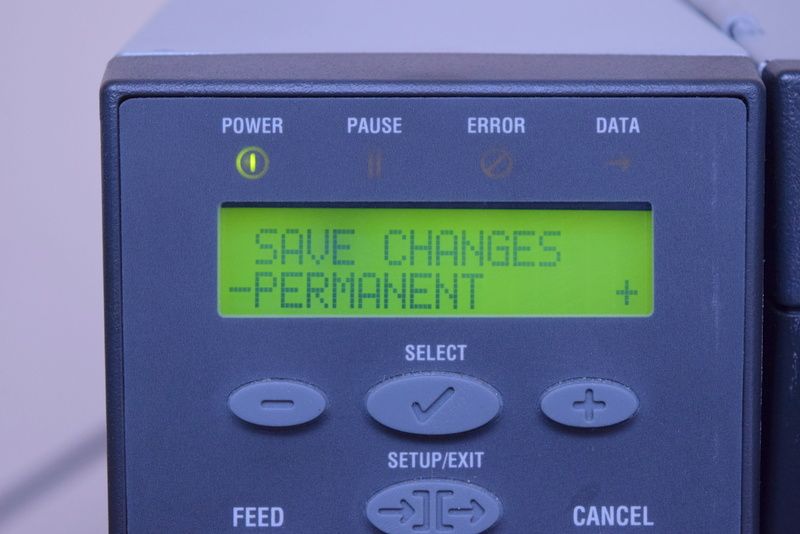 POWER PAUSE ERROR DATA
SAVE CHANGES
-PERMANENT +
SELECT
SETUP/EXIT
FEED CANCEL